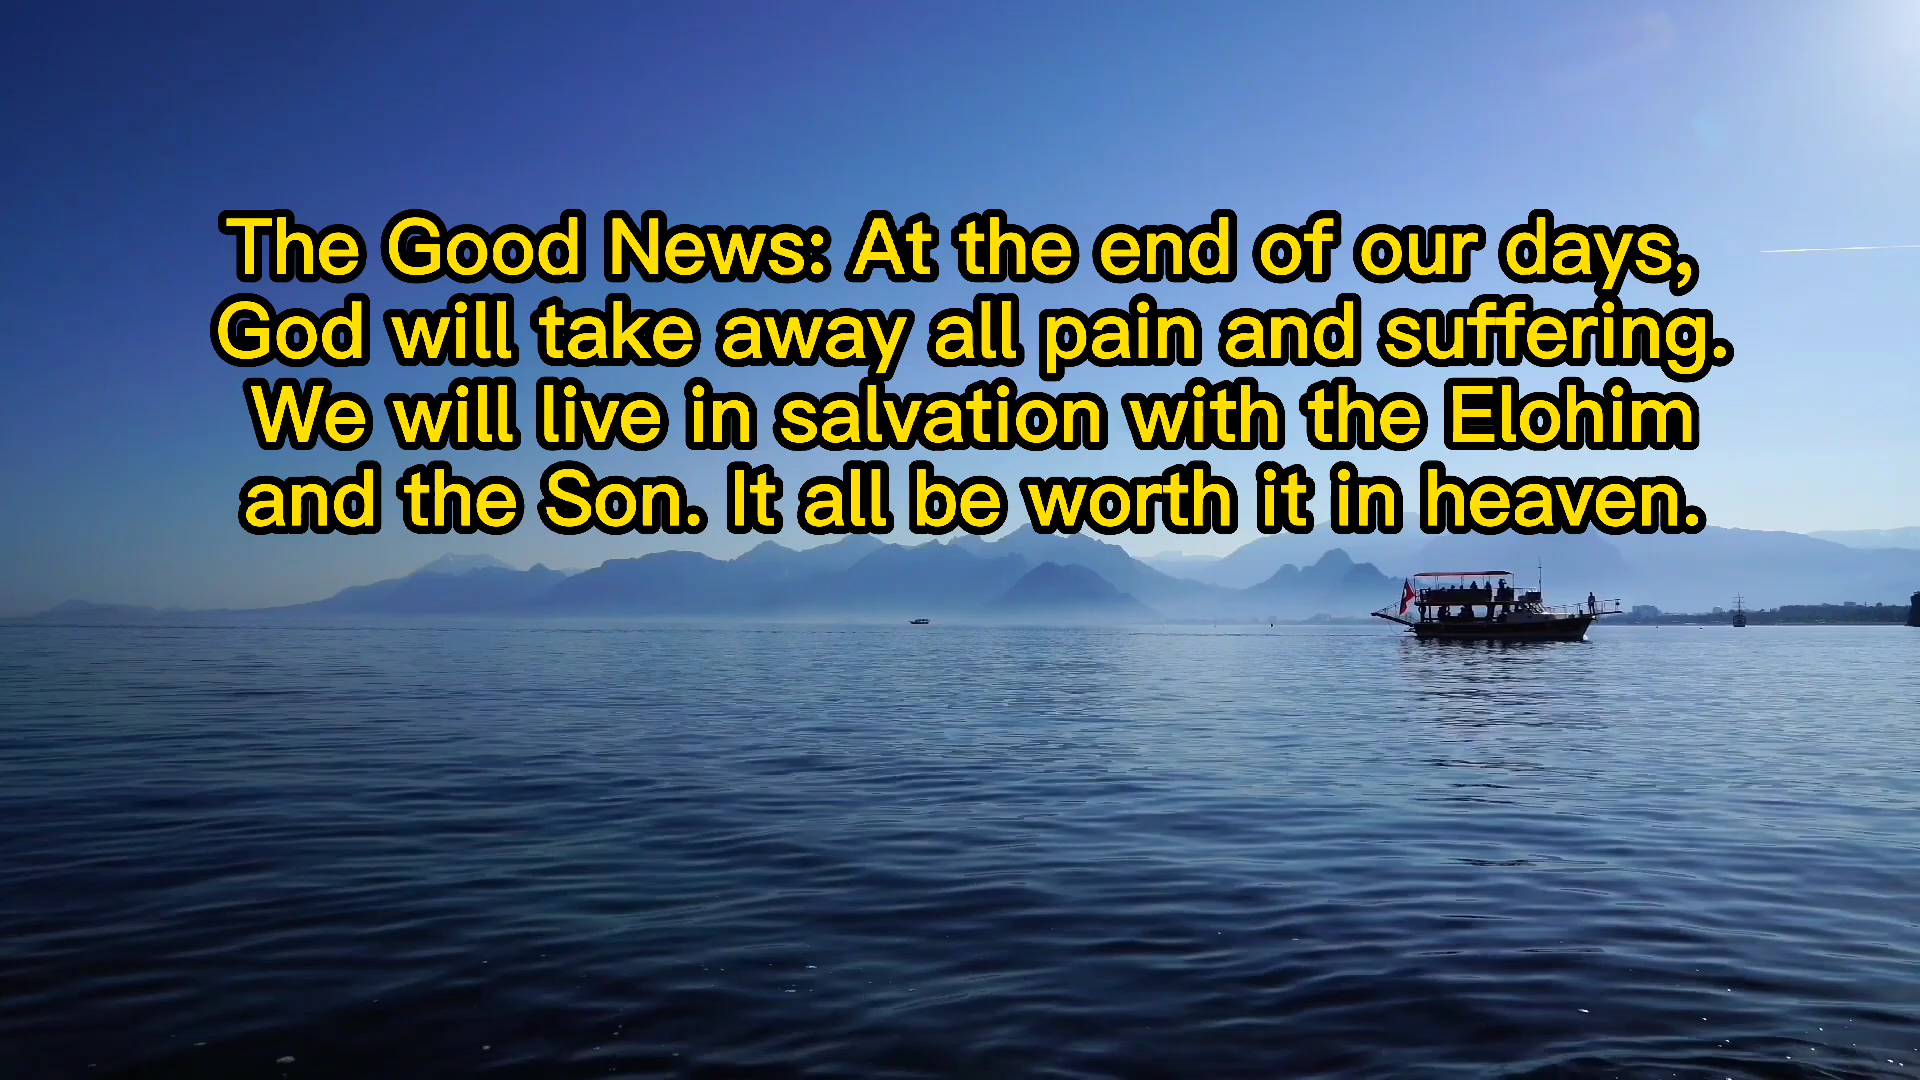 The Good News: At the end of our days,
God will take away all pain and suffering.
We will live in salvation with the Elohim
and the Son. It all be worth it in heaven.